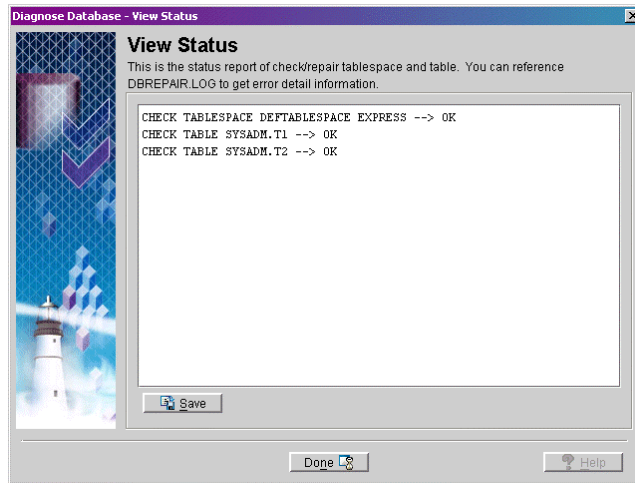 Diagnose Database - View Status
View Status
This is the status report of check/repair tablespace and table. You can reference
DBREPAIR.LOG to get error detail information.
CHECK TABLESPACE DEFTABLESPACE EXPRESS --> OK
CHECK TABLE SYSADM.T1 --> OK
CHECK TABLE SYSADM.T2 --> OK
Save
Done
Help